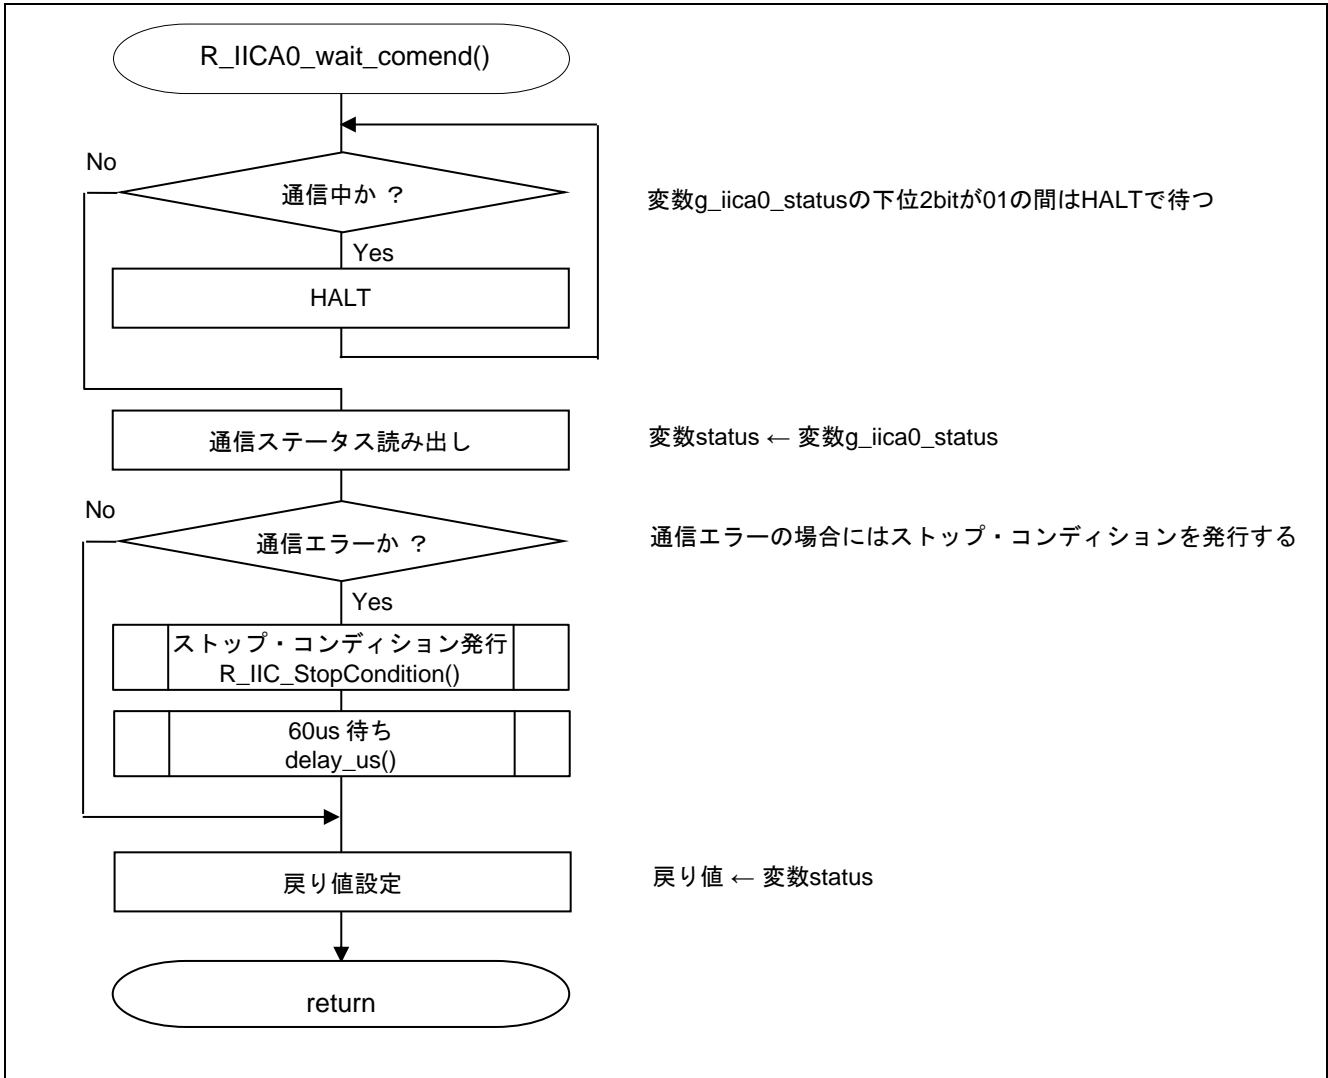 R_IICA0_wait_comend()
No
通信中か ？
変数g_iica0_statusの下位2bitが01の間はHALTで待つ
Yes
HALT
通信ステータス読み出し
変数status ← 変数g_iica0_status
No
通信エラーか ？
通信エラーの場合にはストップ・コンディションを発行する
Yes
ストップ・コンディション発行
R_IIC_StopCondition()
60us 待ち
delay_us()
戻り値設定
戻り値 ← 変数status
return